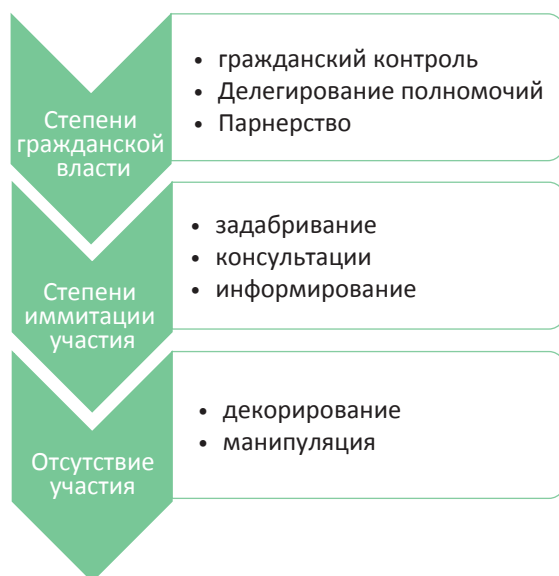 Степени
гражданской
власти
• гражданский контроль
• Делегирование полномочий
• Парнерство
Степени
иммитации
участия
• задабривание
• консультации
• информирование
Отсутствие
участия
• декорирование
• манипуляция